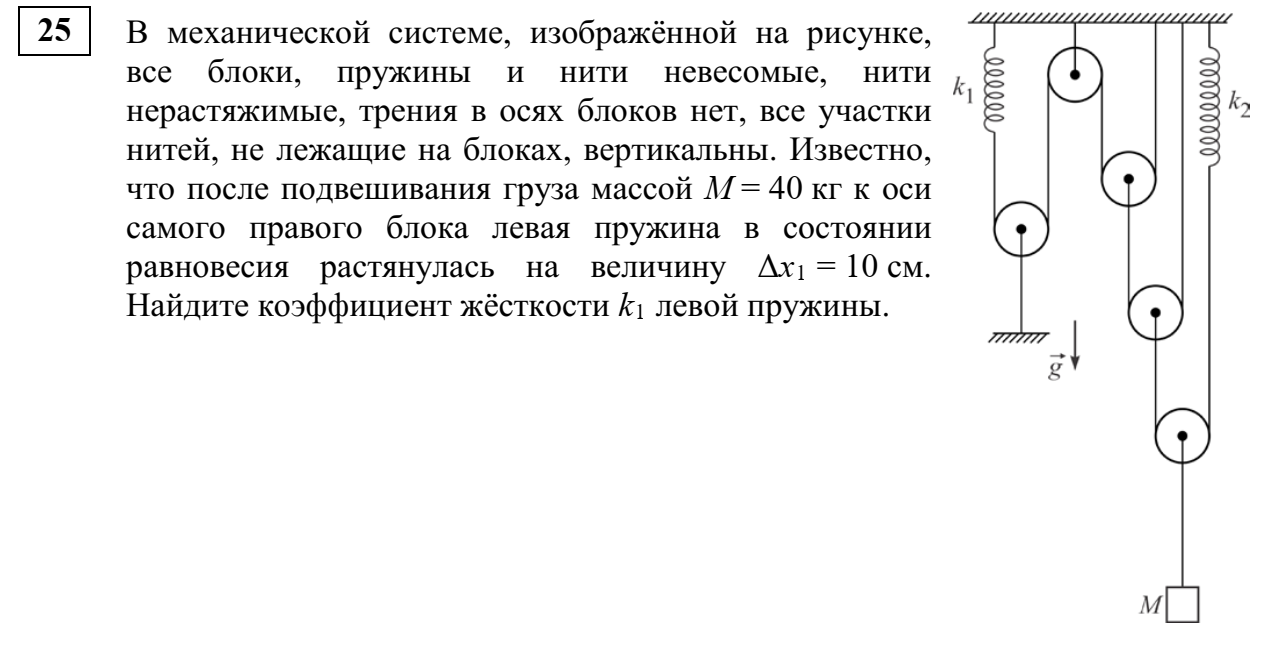 25
В механической системе, изображённой на рисунке,
все блоки, пружины и нити невесомые, нити
нерастяжимые, трения в осях блоков нет, все участки
нитей, не лежащие на блоках, вертикальны. Известно,
что после подвешивания груза массой M = 40 кг к оси
самого правого блока левая пружина в состоянии
равновесия растянулась на величину Δx₁ = 10 см.
Найдите коэффициент жёсткости k₁ левой пружины.
k₁
k₂
g⃗
M